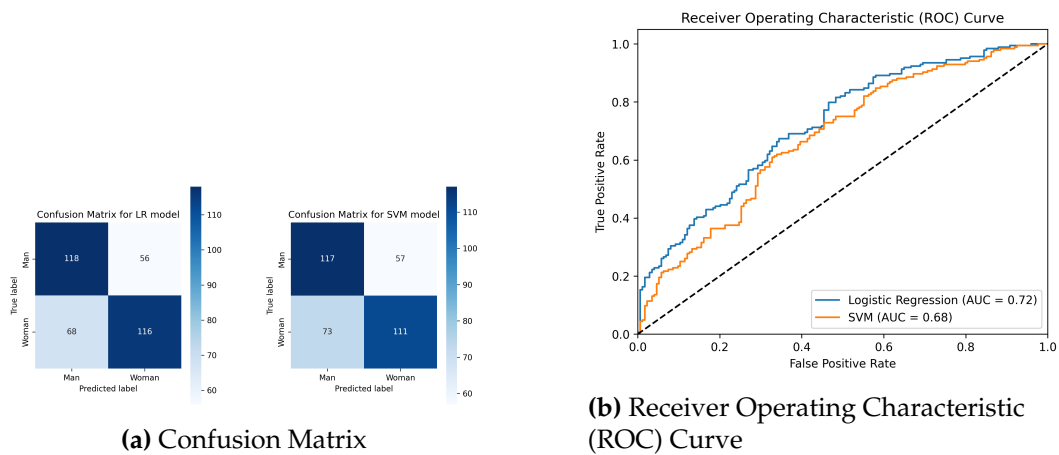 Confusion Matrix for LR model
True label
Man
Woman
118 56
68 116
Man Woman
Predicted label
110
100
90
80
70
60
Confusion Matrix for SVM model
True label
Man
Woman
117 57
73 111
Man Woman
Predicted label
110
100
90
80
70
60
(a) Confusion Matrix
Receiver Operating Characteristic (ROC) Curve
True Positive Rate
1.0
0.8
0.6
0.4
0.2
0.0
Logistic Regression (AUC = 0.72)
SVM (AUC = 0.68)
0.0 0.2 0.4 0.6 0.8 1.0
False Positive Rate
(b) Receiver Operating Characteristic
(ROC) Curve